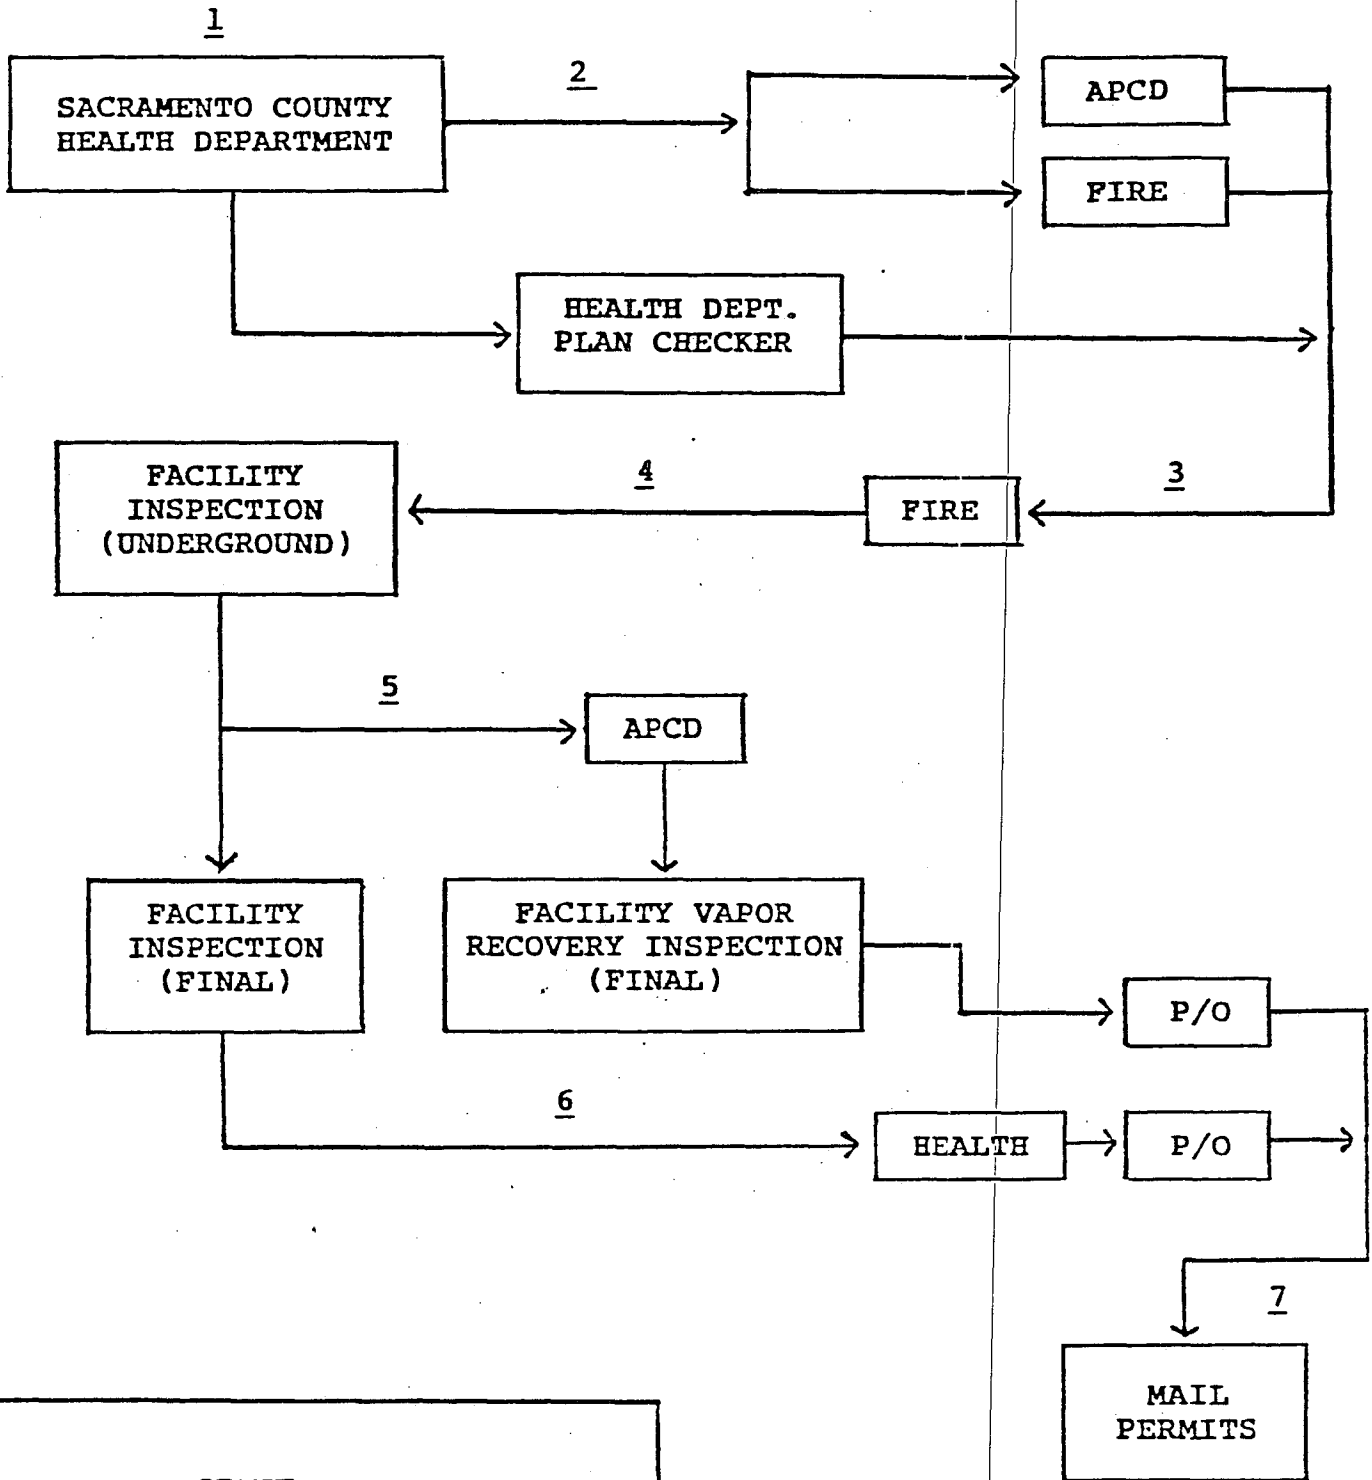 1
SACRAMENTO COUNTY
HEALTH DEPARTMENT
2
APCD
FIRE
HEALTH DEPT.
PLAN CHECKER
3
FIRE
4
FACILITY
INSPECTION
(UNDERGROUND)
5
APCD
FACILITY
INSPECTION
(FINAL)
FACILITY VAPOR
RECOVERY INSPECTION
(FINAL)
P/O
6
HEALTH
P/O
7
MAIL
PERMITS